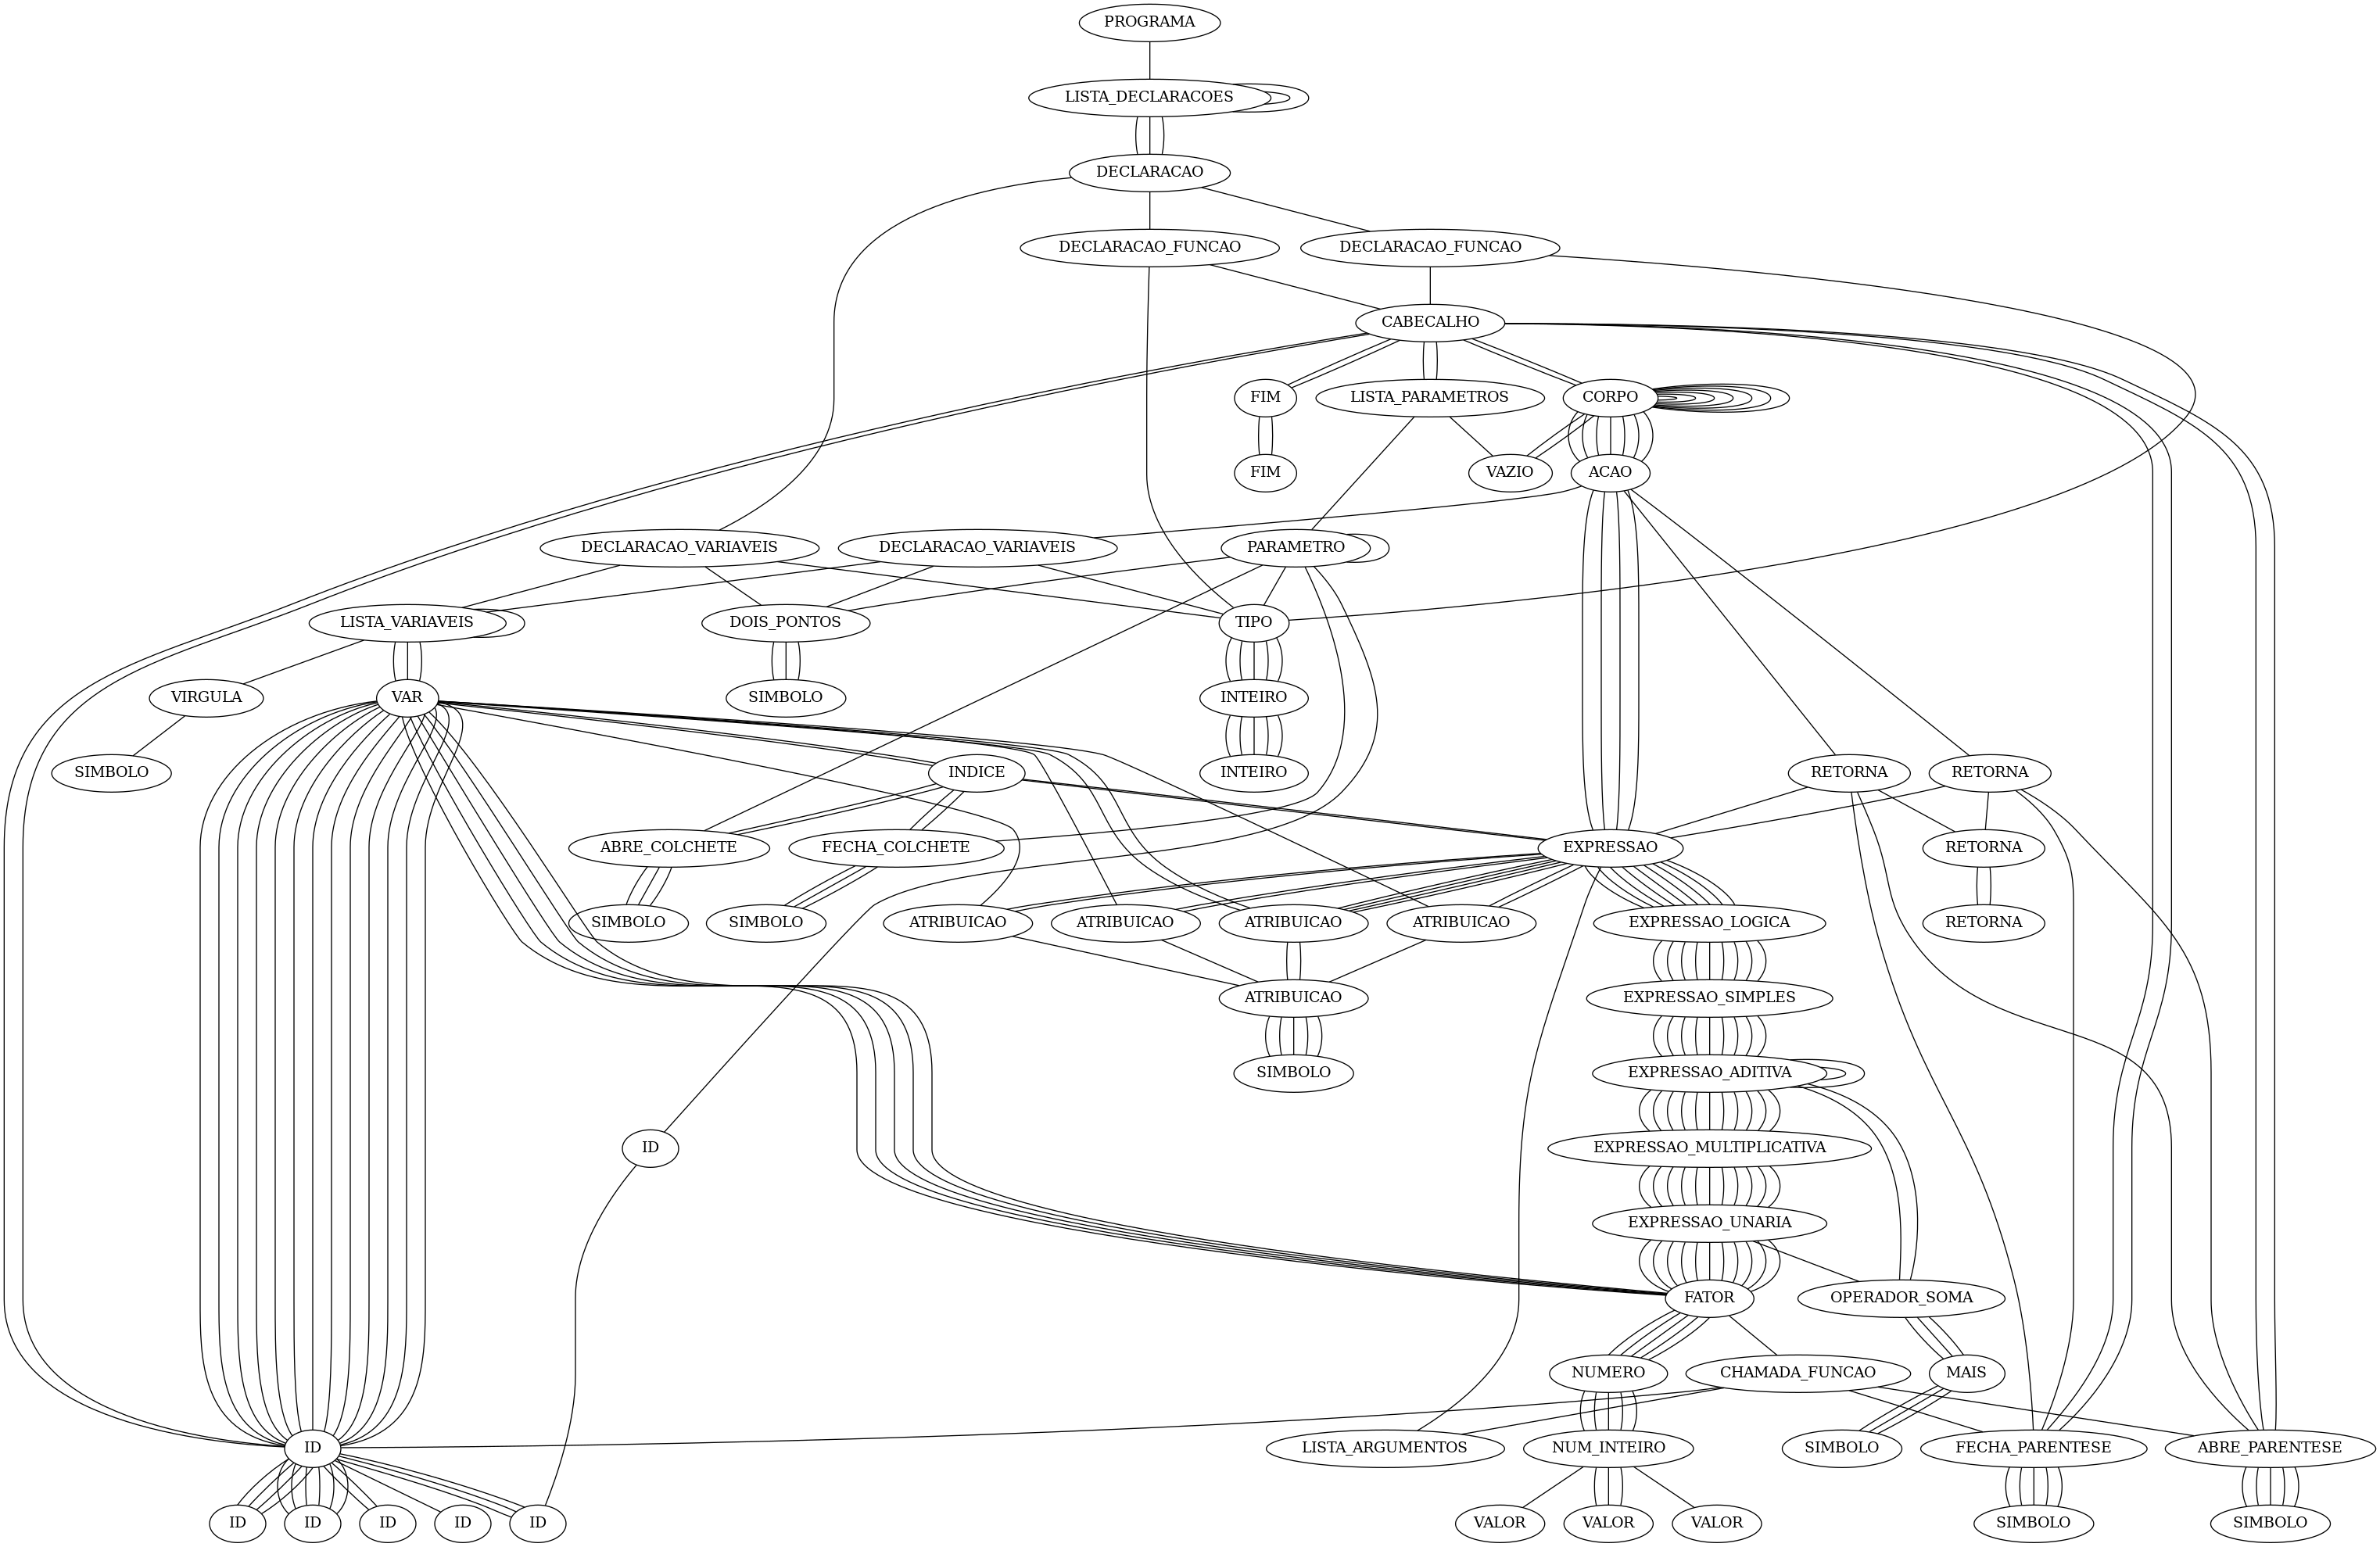 PROGRAMA
LISTA_DECLARACOES
DECLARACAO
DECLARACAO_FUNCAO
DECLARACAO_FUNCAO
CABECALHO
FIM
LISTA_PARAMETROS
CORPO
FIM
VAZIO
ACAO
DECLARACAO_VARIAVEIS
DECLARACAO_VARIAVEIS
PARAMETRO
LISTA_VARIAVEIS
DOIS_PONTOS
TIPO
VIRGULA
VAR
SIMBOLO
INTEIRO
SIMBOLO
INDICE
INTEIRO
RETORNA
RETORNA
ABRE_COLCHETE
FECHA_COLCHETE
EXPRESSAO
RETORNA
SIMBOLO
SIMBOLO
ATRIBUICAO
ATRIBUICAO
ATRIBUICAO
ATRIBUICAO
EXPRESSAO_LOGICA
RETORNA
ATRIBUICAO
EXPRESSAO_SIMPLES
SIMBOLO
EXPRESSAO_ADITIVA
ID
EXPRESSAO_MULTIPLICATIVA
EXPRESSAO_UNARIA
FATOR
OPERADOR_SOMA
NUMERO
CHAMADA_FUNCAO
MAIS
ID
LISTA_ARGUMENTOS
NUM_INTEIRO
SIMBOLO
FECHA_PARENTESE
ABRE_PARENTESE
ID
ID
ID
ID
ID
VALOR
VALOR
VALOR
SIMBOLO
SIMBOLO